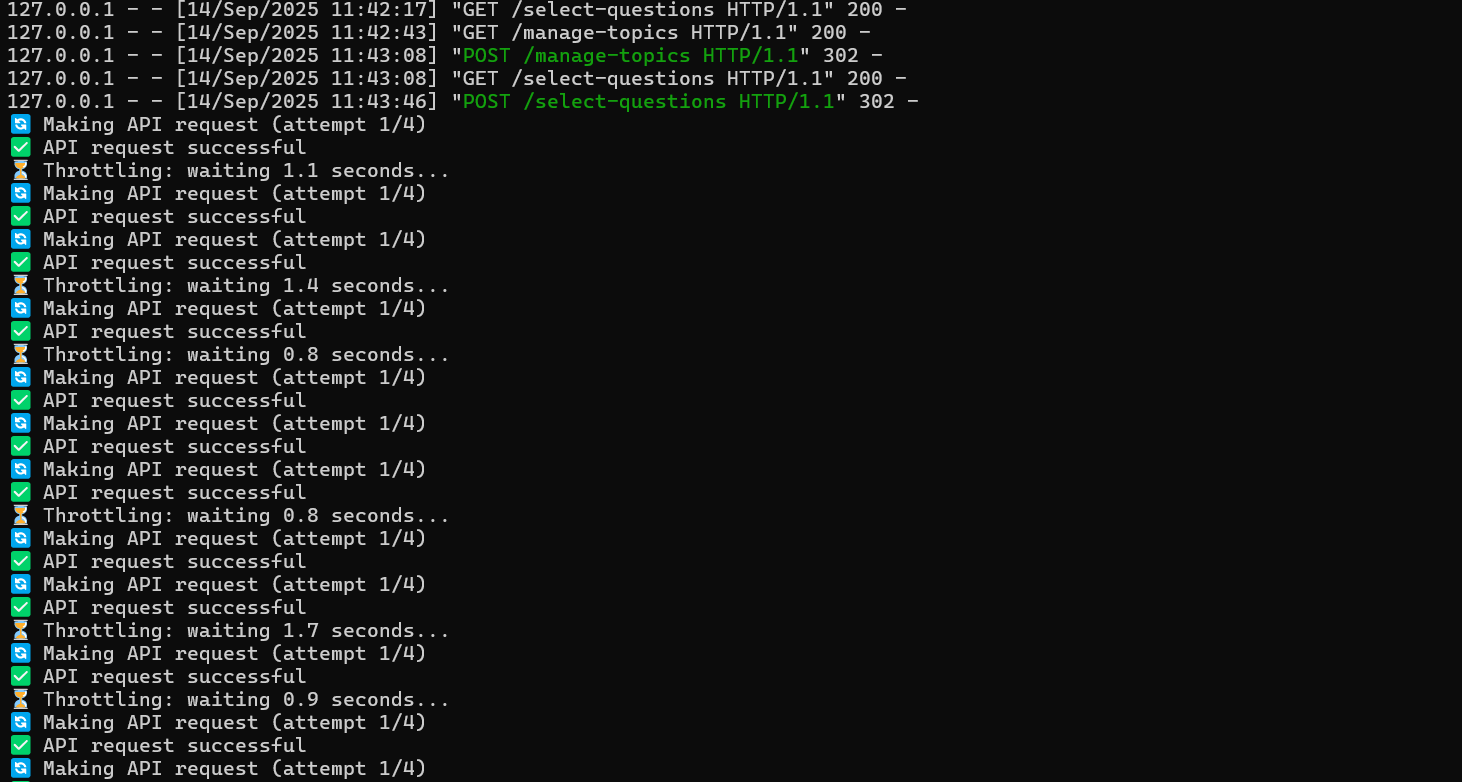 127.0.0.1 - - [14/Sep/2025 11:42:17] "GET /select-questions HTTP/1.1" 200 -
127.0.0.1 - - [14/Sep/2025 11:42:43] "GET /manage-topics HTTP/1.1" 200 -
127.0.0.1 - - [14/Sep/2025 11:43:08] "POST /manage-topics HTTP/1.1" 302 -
127.0.0.1 - - [14/Sep/2025 11:43:08] "GET /select-questions HTTP/1.1" 200 -
127.0.0.1 - - [14/Sep/2025 11:43:46] "POST /select-questions HTTP/1.1" 302 -
🔄 Making API request (attempt 1/4)
✅ API request successful
⏳ Throttling: waiting 1.1 seconds...
🔄 Making API request (attempt 1/4)
✅ API request successful
🔄 Making API request (attempt 1/4)
✅ API request successful
⏳ Throttling: waiting 1.4 seconds...
🔄 Making API request (attempt 1/4)
✅ API request successful
⏳ Throttling: waiting 0.8 seconds...
🔄 Making API request (attempt 1/4)
✅ API request successful
🔄 Making API request (attempt 1/4)
✅ API request successful
🔄 Making API request (attempt 1/4)
✅ API request successful
⏳ Throttling: waiting 0.8 seconds...
🔄 Making API request (attempt 1/4)
✅ API request successful
🔄 Making API request (attempt 1/4)
✅ API request successful
⏳ Throttling: waiting 1.7 seconds...
🔄 Making API request (attempt 1/4)
✅ API request successful
⏳ Throttling: waiting 0.9 seconds...
🔄 Making API request (attempt 1/4)
✅ API request successful
🔄 Making API request (attempt 1/4)